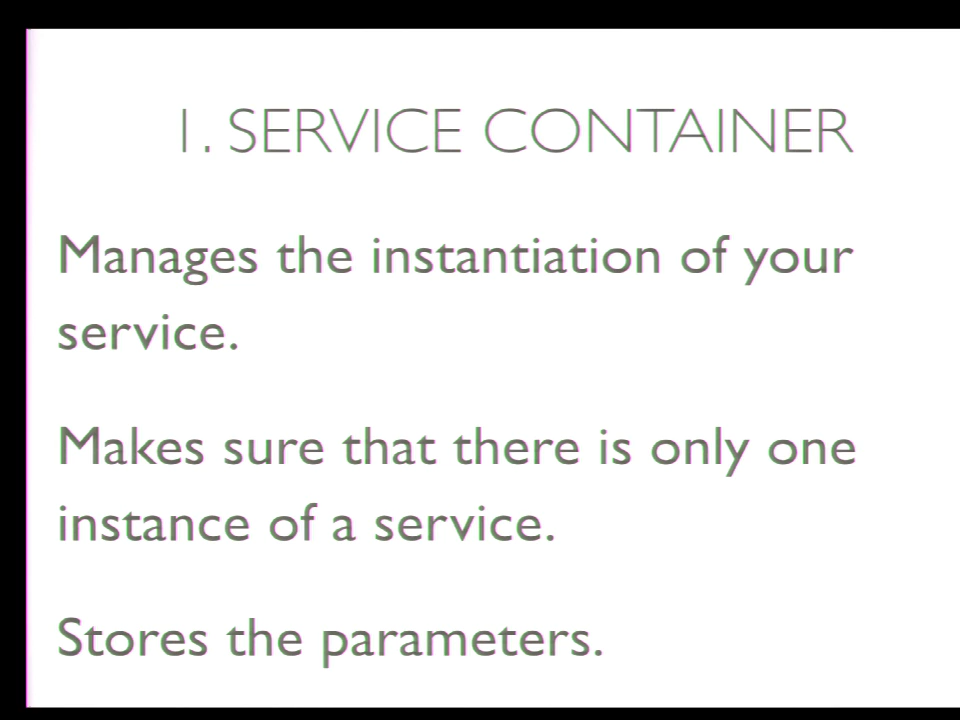 1. SERVICE CONTAINER
Manages the instantiation of your
service.
Makes sure that there is only one
instance of a service.
Stores the parameters.